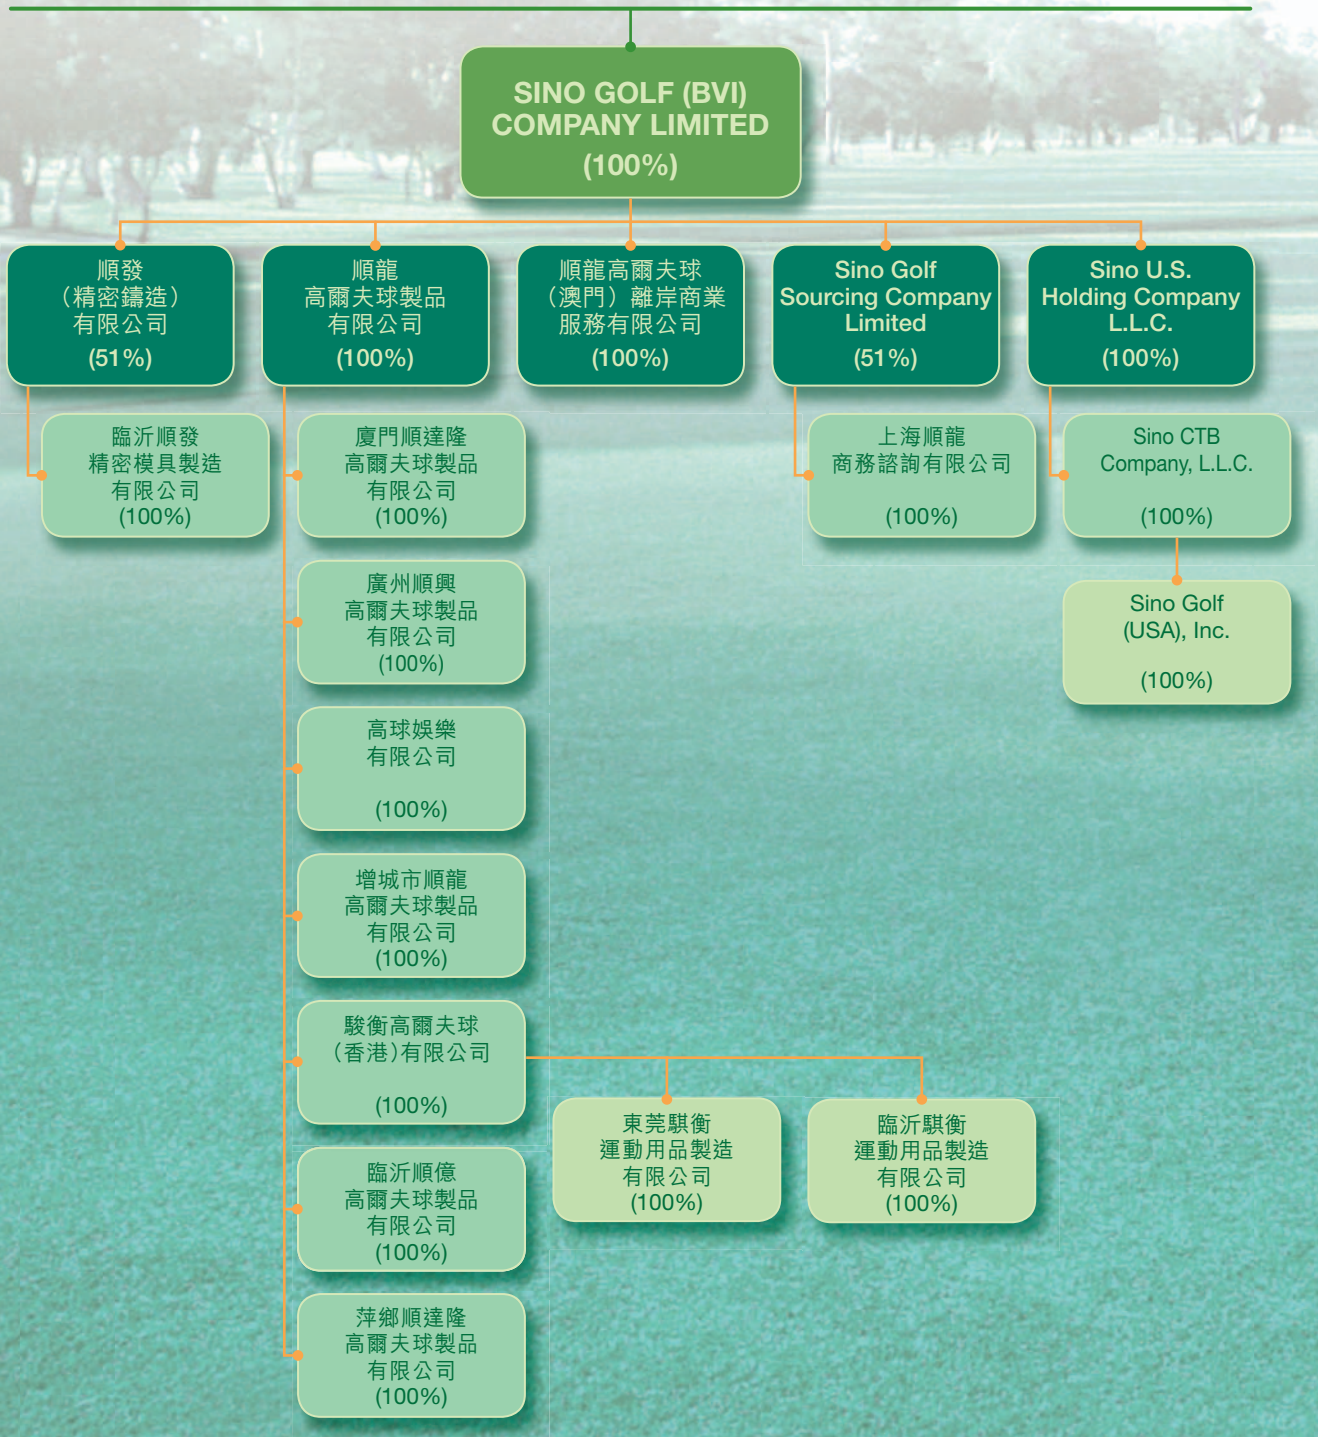 SINO GOLF (BVI)
COMPANY LIMITED
(100%)
順發
（精密鑄造）
有限公司
(51%)
順龍
高爾夫球製品
有限公司
(100%)
順龍高爾夫球
（澳門）離岸商業
服務有限公司
(100%)
Sino Golf
Sourcing Company
Limited
(51%)
Sino U.S.
Holding Company
L.L.C.
(100%)
臨沂順發
精密模具製造
有限公司
(100%)
廈門順達隆
高爾夫球製品
有限公司
(100%)
上海順龍
商務諮詢有限公司
(100%)
Sino CTB
Company, L.L.C.
(100%)
廣州順興
高爾夫球製品
有限公司
(100%)
Sino Golf
(USA), Inc.
(100%)
高球娛樂
有限公司
(100%)
增城市順龍
高爾夫球製品
有限公司
(100%)
駿衡高爾夫球
（香港）有限公司
(100%)
東莞騏衡
運動用品製造
有限公司
(100%)
臨沂騏衡
運動用品製造
有限公司
(100%)
臨沂順億
高爾夫球製品
有限公司
(100%)
萍鄉順達隆
高爾夫球製品
有限公司
(100%)